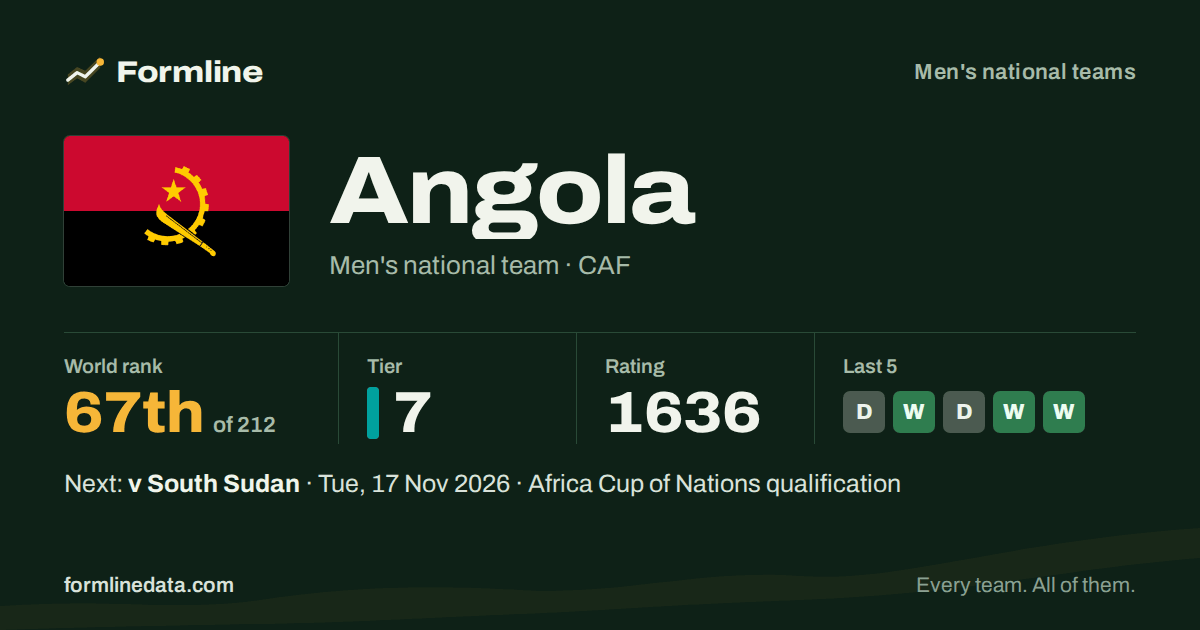 Formline
Men's national teams
Angola
Men's national team · CAF
World rank
67th of 212
Tier
7
Rating
1636
Last 5
D W D W W
Next: v South Sudan · Tue, 17 Nov 2026 · Africa Cup of Nations qualification
formlinedata.com
Every team. All of them.